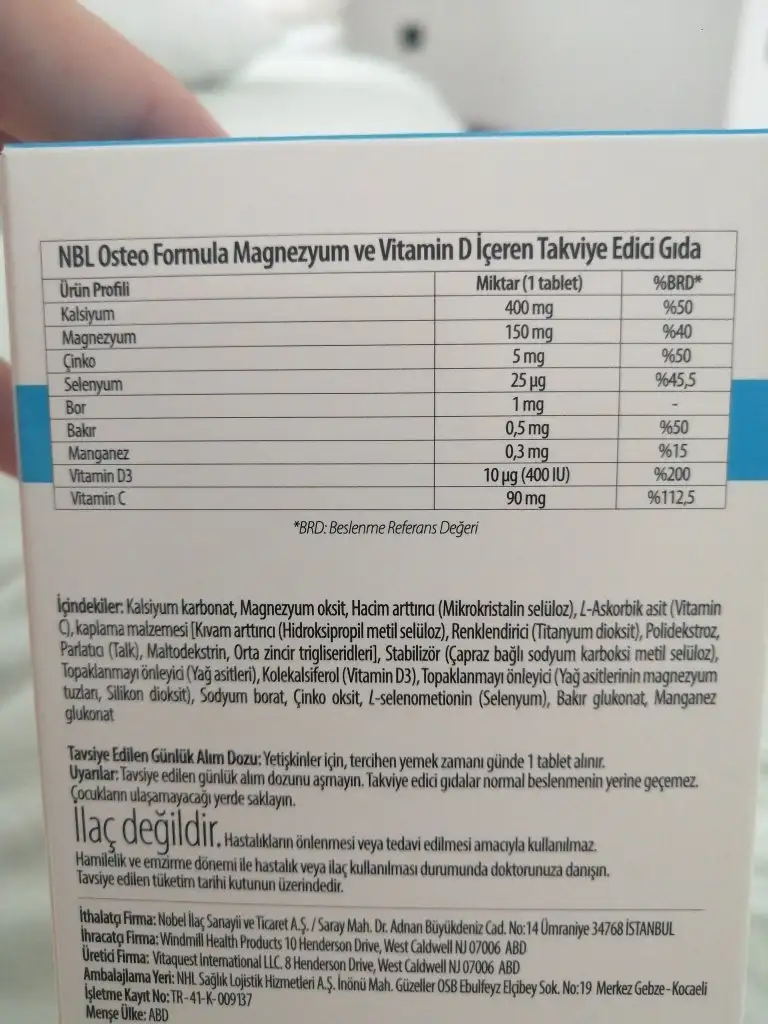 NBL Osteo Formula Magnezyum ve Vitamin D İçeren Takviye Edici Gıda
Ürün Profili Miktar (1 tablet) %BRD*
Kalsiyum 400 mg %50
Magnezyum 150 mg %40
Çinko 5 mg %50
Selenyum 25 µg %45,5
Bor 1 mg -
Bakır 0,5 mg %50
Manganez 0,3 mg %15
Vitamin D3 10 µg (400 IU) %200
Vitamin C 90 mg %112,5
*BRD: Beslenme Referans Değeri
İçindekiler: Kalsiyum karbonat, Magnezyum oksit, Hacim arttırıcı (Mikrokristalin selüloz), L-Askorbik asit (Vitamin
C), kaplama malzemesi [Kıvam arttırıcı (Hidroksipropil metil selüloz), Renklendirici (Titanyum dioksit), Polidekstroz,
Parlatıcı (Talk), Maltodekstrin, Orta zincir trigliseridleri], Stabilizör (Çapraz bağlı sodyum karboksi metil selüloz),
Topaklanmayı önleyici (Yağ asitleri), Kolekalsiferol (Vitamin D3), Topaklanmayı önleyici (Yağ asitlerinin magnezyum
tuzları, Silikon dioksit), Sodyum borat, Çinko oksit, L-selenometionin (Selenyum), Bakır glukonat, Manganez
glukonat
Tavsiye Edilen Günlük Alım Dozu: Yetişkinler için, tercihen yemek zamanı günde 1 tablet alınır.
Uyarılar: Tavsiye edilen günlük alım dozunu aşmayın. Takviye edici gıdalar normal beslenmenin yerine geçemez.
Çocukların ulaşamayacağı yerde saklayın.
İlaç değildir. Hastalıkların önlenmesi veya tedavi edilmesi amacıyla kullanılmaz.
Hamilelik ve emzirme dönemi ile hastalık veya ilaç kullanılması durumunda doktorunuza danışın.
Tavsiye edilen tüketim tarihi kutunun üzerindedir.
İthalatçı Firma: Nobel İlaç Sanayii ve Ticaret A.Ş. / Saray Mah. Dr. Adnan Büyükdeniz Cad. No:14 Ümraniye 34768 İSTANBUL
İhracatçı Firma: Windmill Health Products 10 Henderson Drive, West Caldwell NJ 07006 ABD
Üretici Firma: Vitaquest International LLC. 8 Henderson Drive, West Caldwell NJ 07006 ABD
Ambalajlama Yeri: NHL Sağlık Lojistik Hizmetleri A.Ş. İnönü Mah. Güzeller OSB Ebulfeyz Elçibey Sok. No:19 Merkez Gebze - Kocaeli
İşletme Kayıt No: TR-41-K-009137
Menşe Ülke: ABD